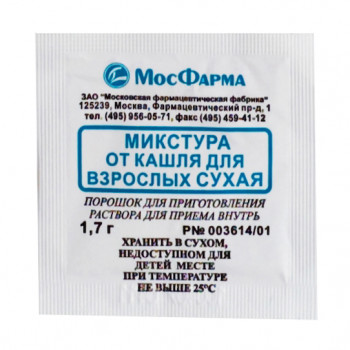 МосФарма
ЗАО "Московская фармацевтическая фабрика"
125239, Москва, Фармацевтический пр-д, 1
тел. (495) 956-05-71, факс (495) 459-41-12
МИКСТУРА
ОТ КАШЛЯ ДЛЯ
ВЗРОСЛЫХ СУХАЯ
ПОРОШОК ДЛЯ ПРИГОТОВЛЕНИЯ
РАСТВОРА ДЛЯ ПРИЕМА ВНУТРЬ
1,7 г Р№ 003614/01
ХРАНИТЬ В СУХОМ,
НЕДОСТУПНОМ ДЛЯ
ДЕТЕЙ МЕСТЕ
ПРИ ТЕМПЕРАТУРЕ
НЕ ВЫШЕ 25°С